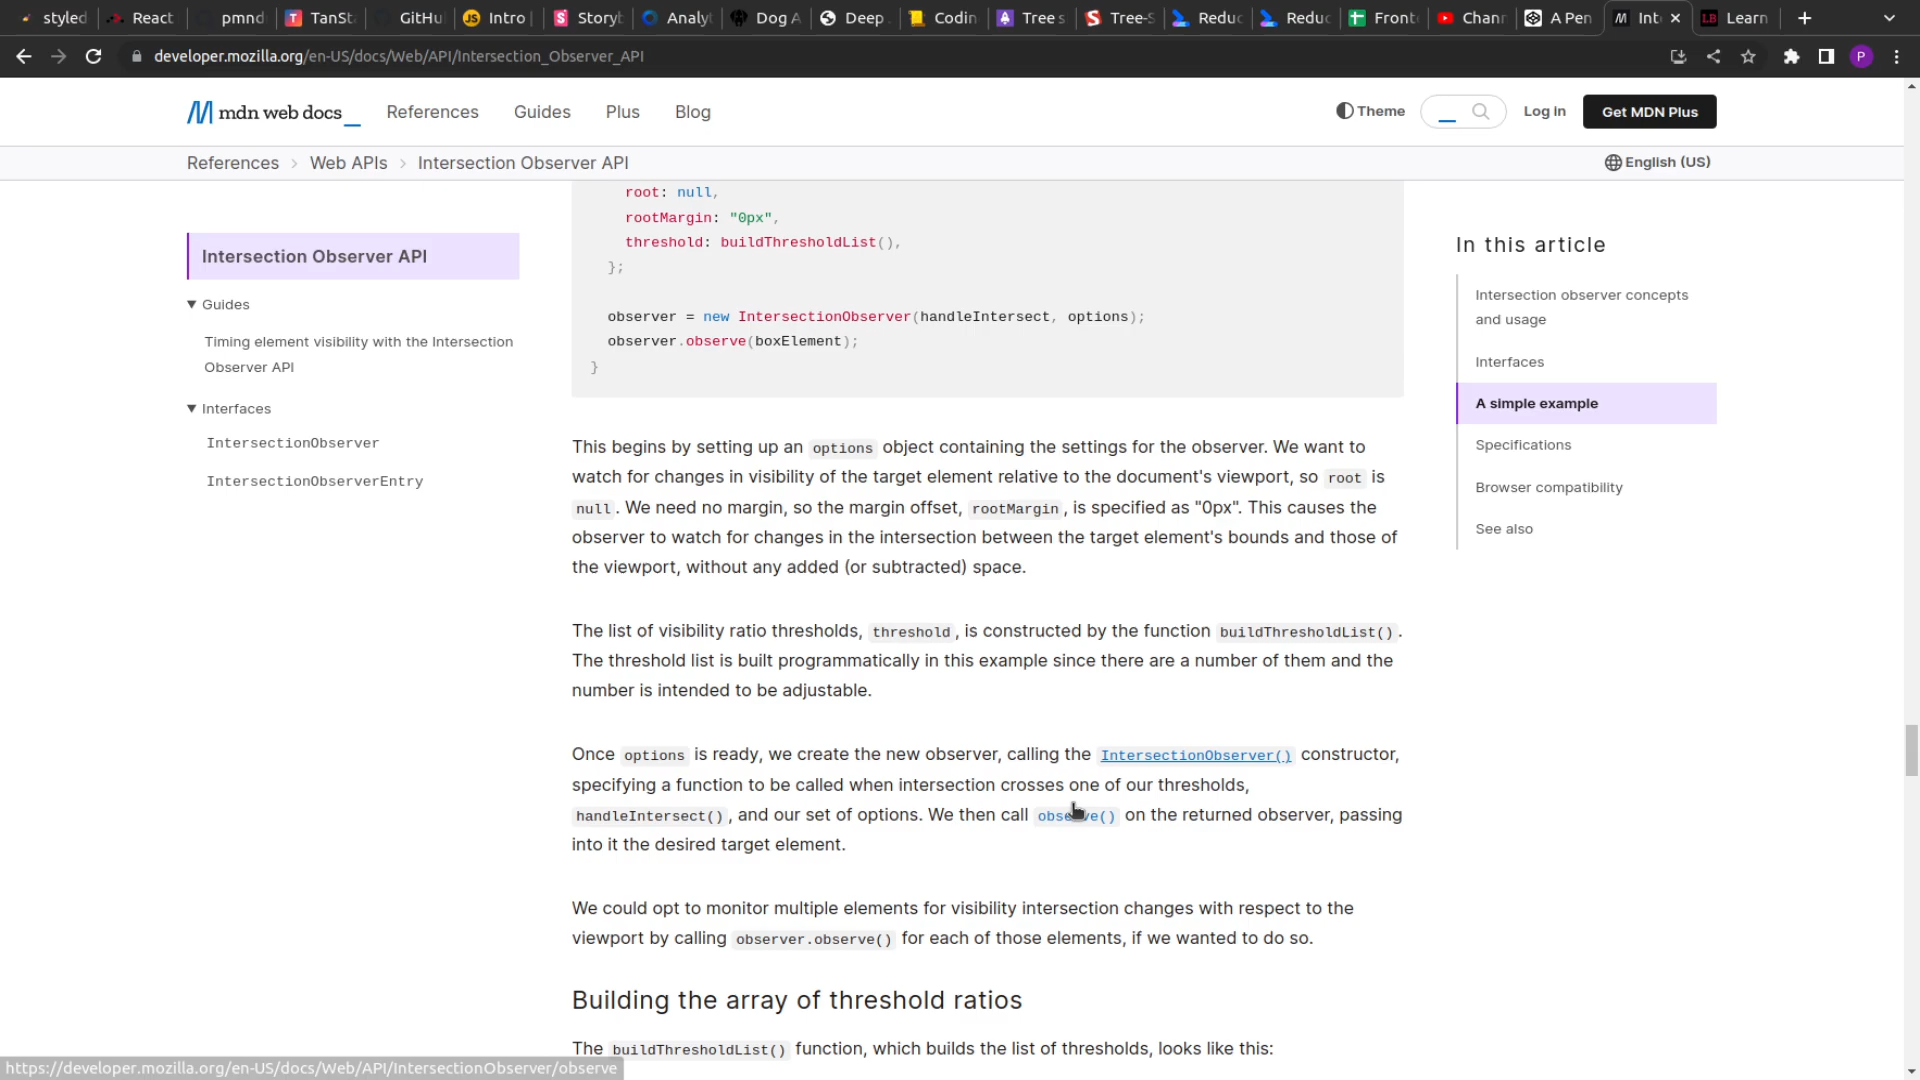 styled
React
pmnd
TanSt
GitHu
Intro
Storyb
Analyt
Dog A
Deep
Codin
Tree s
Tree-S
Reduc
Reduc
Front
Chann
A Pen
Int
Learn
developer.mozilla.org/en-US/docs/Web/API/Intersection_Observer_API
P
mdn web docs_
References
Guides
Plus
Blog
Theme
Log in
Get MDN Plus
References > Web APIs > Intersection Observer API
English (US)
Intersection Observer API
▼ Guides
Timing element visibility with the Intersection
Observer API
▼ Interfaces
IntersectionObserver
IntersectionObserverEntry
root: null,
rootMargin: "0px",
threshold: buildThresholdList(),
};
observer = new IntersectionObserver(handleIntersect, options);
observer.observe(boxElement);
}
This begins by setting up an options object containing the settings for the observer. We want to
watch for changes in visibility of the target element relative to the document's viewport, so root is
null. We need no margin, so the margin offset, rootMargin, is specified as "0px". This causes the
observer to watch for changes in the intersection between the target element's bounds and those of
the viewport, without any added (or subtracted) space.
The list of visibility ratio thresholds, threshold, is constructed by the function buildThresholdList().
The threshold list is built programmatically in this example since there are a number of them and the
number is intended to be adjustable.
Once options is ready, we create the new observer, calling the IntersectionObserver() constructor,
specifying a function to be called when intersection crosses one of our thresholds,
handleIntersect(), and our set of options. We then call observe() on the returned observer, passing
into it the desired target element.
We could opt to monitor multiple elements for visibility intersection changes with respect to the
viewport by calling observer.observe() for each of those elements, if we wanted to do so.
Building the array of threshold ratios
The buildThresholdList() function, which builds the list of thresholds, looks like this:
In this article
Intersection observer concepts
and usage
Interfaces
A simple example
Specifications
Browser compatibility
See also
https://developer.mozilla.org/en-US/docs/Web/API/IntersectionObserver/observe